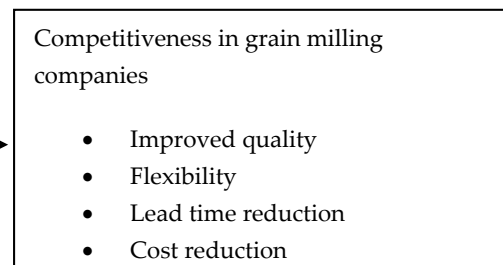 Competitiveness in grain milling
companies
• Improved quality
• Flexibility
• Lead time reduction
• Cost reduction